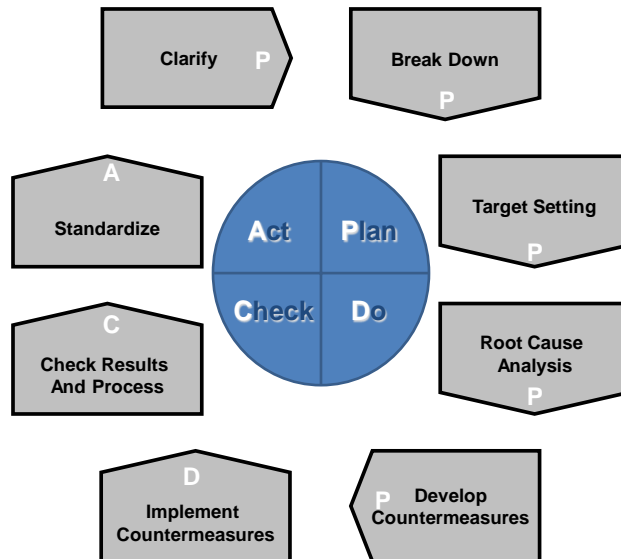 Clarify P
Break Down
P
A
Standardize
Act Plan
Target Setting
P
C
Check Results
And Process
Check Do
Root Cause
Analysis
P
D
Implement
Countermeasures
P Develop
Countermeasures